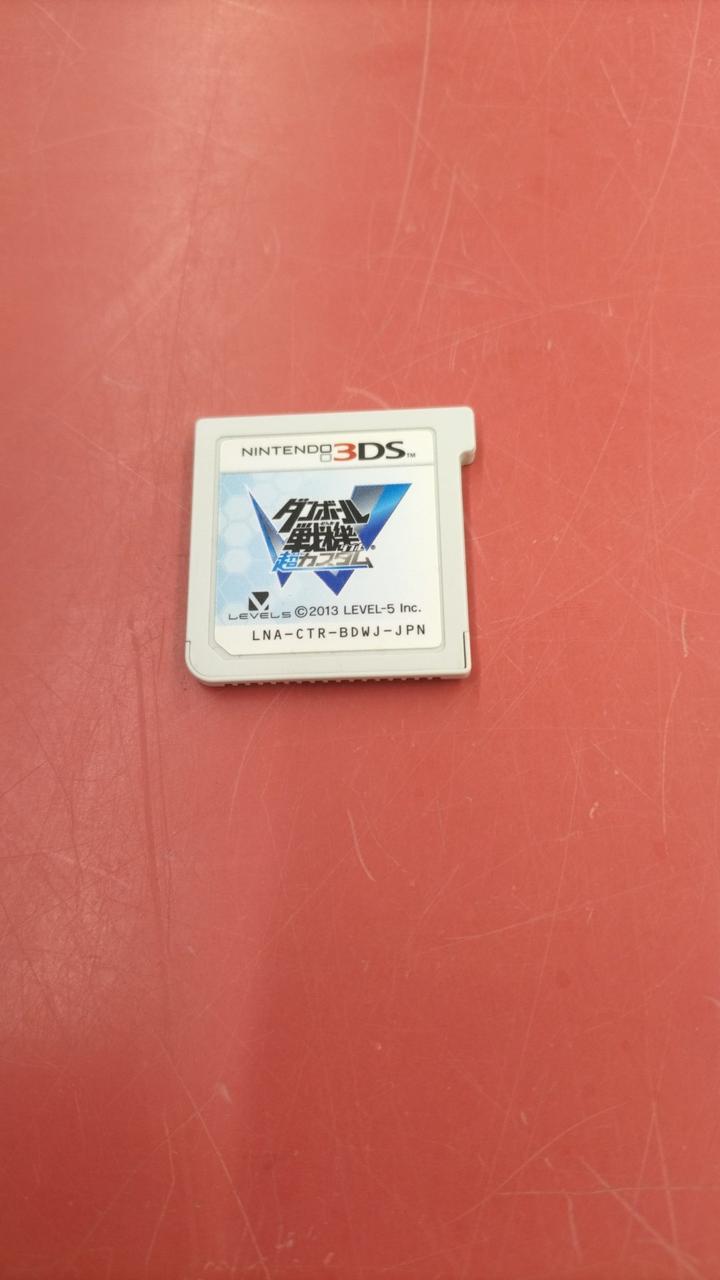 NINTENDO 3DS™
ダンボール
戦機
超カスタム
LEVEL5 ©2013 LEVEL-5 Inc.
LNA-CTR-BDWJ-JPN